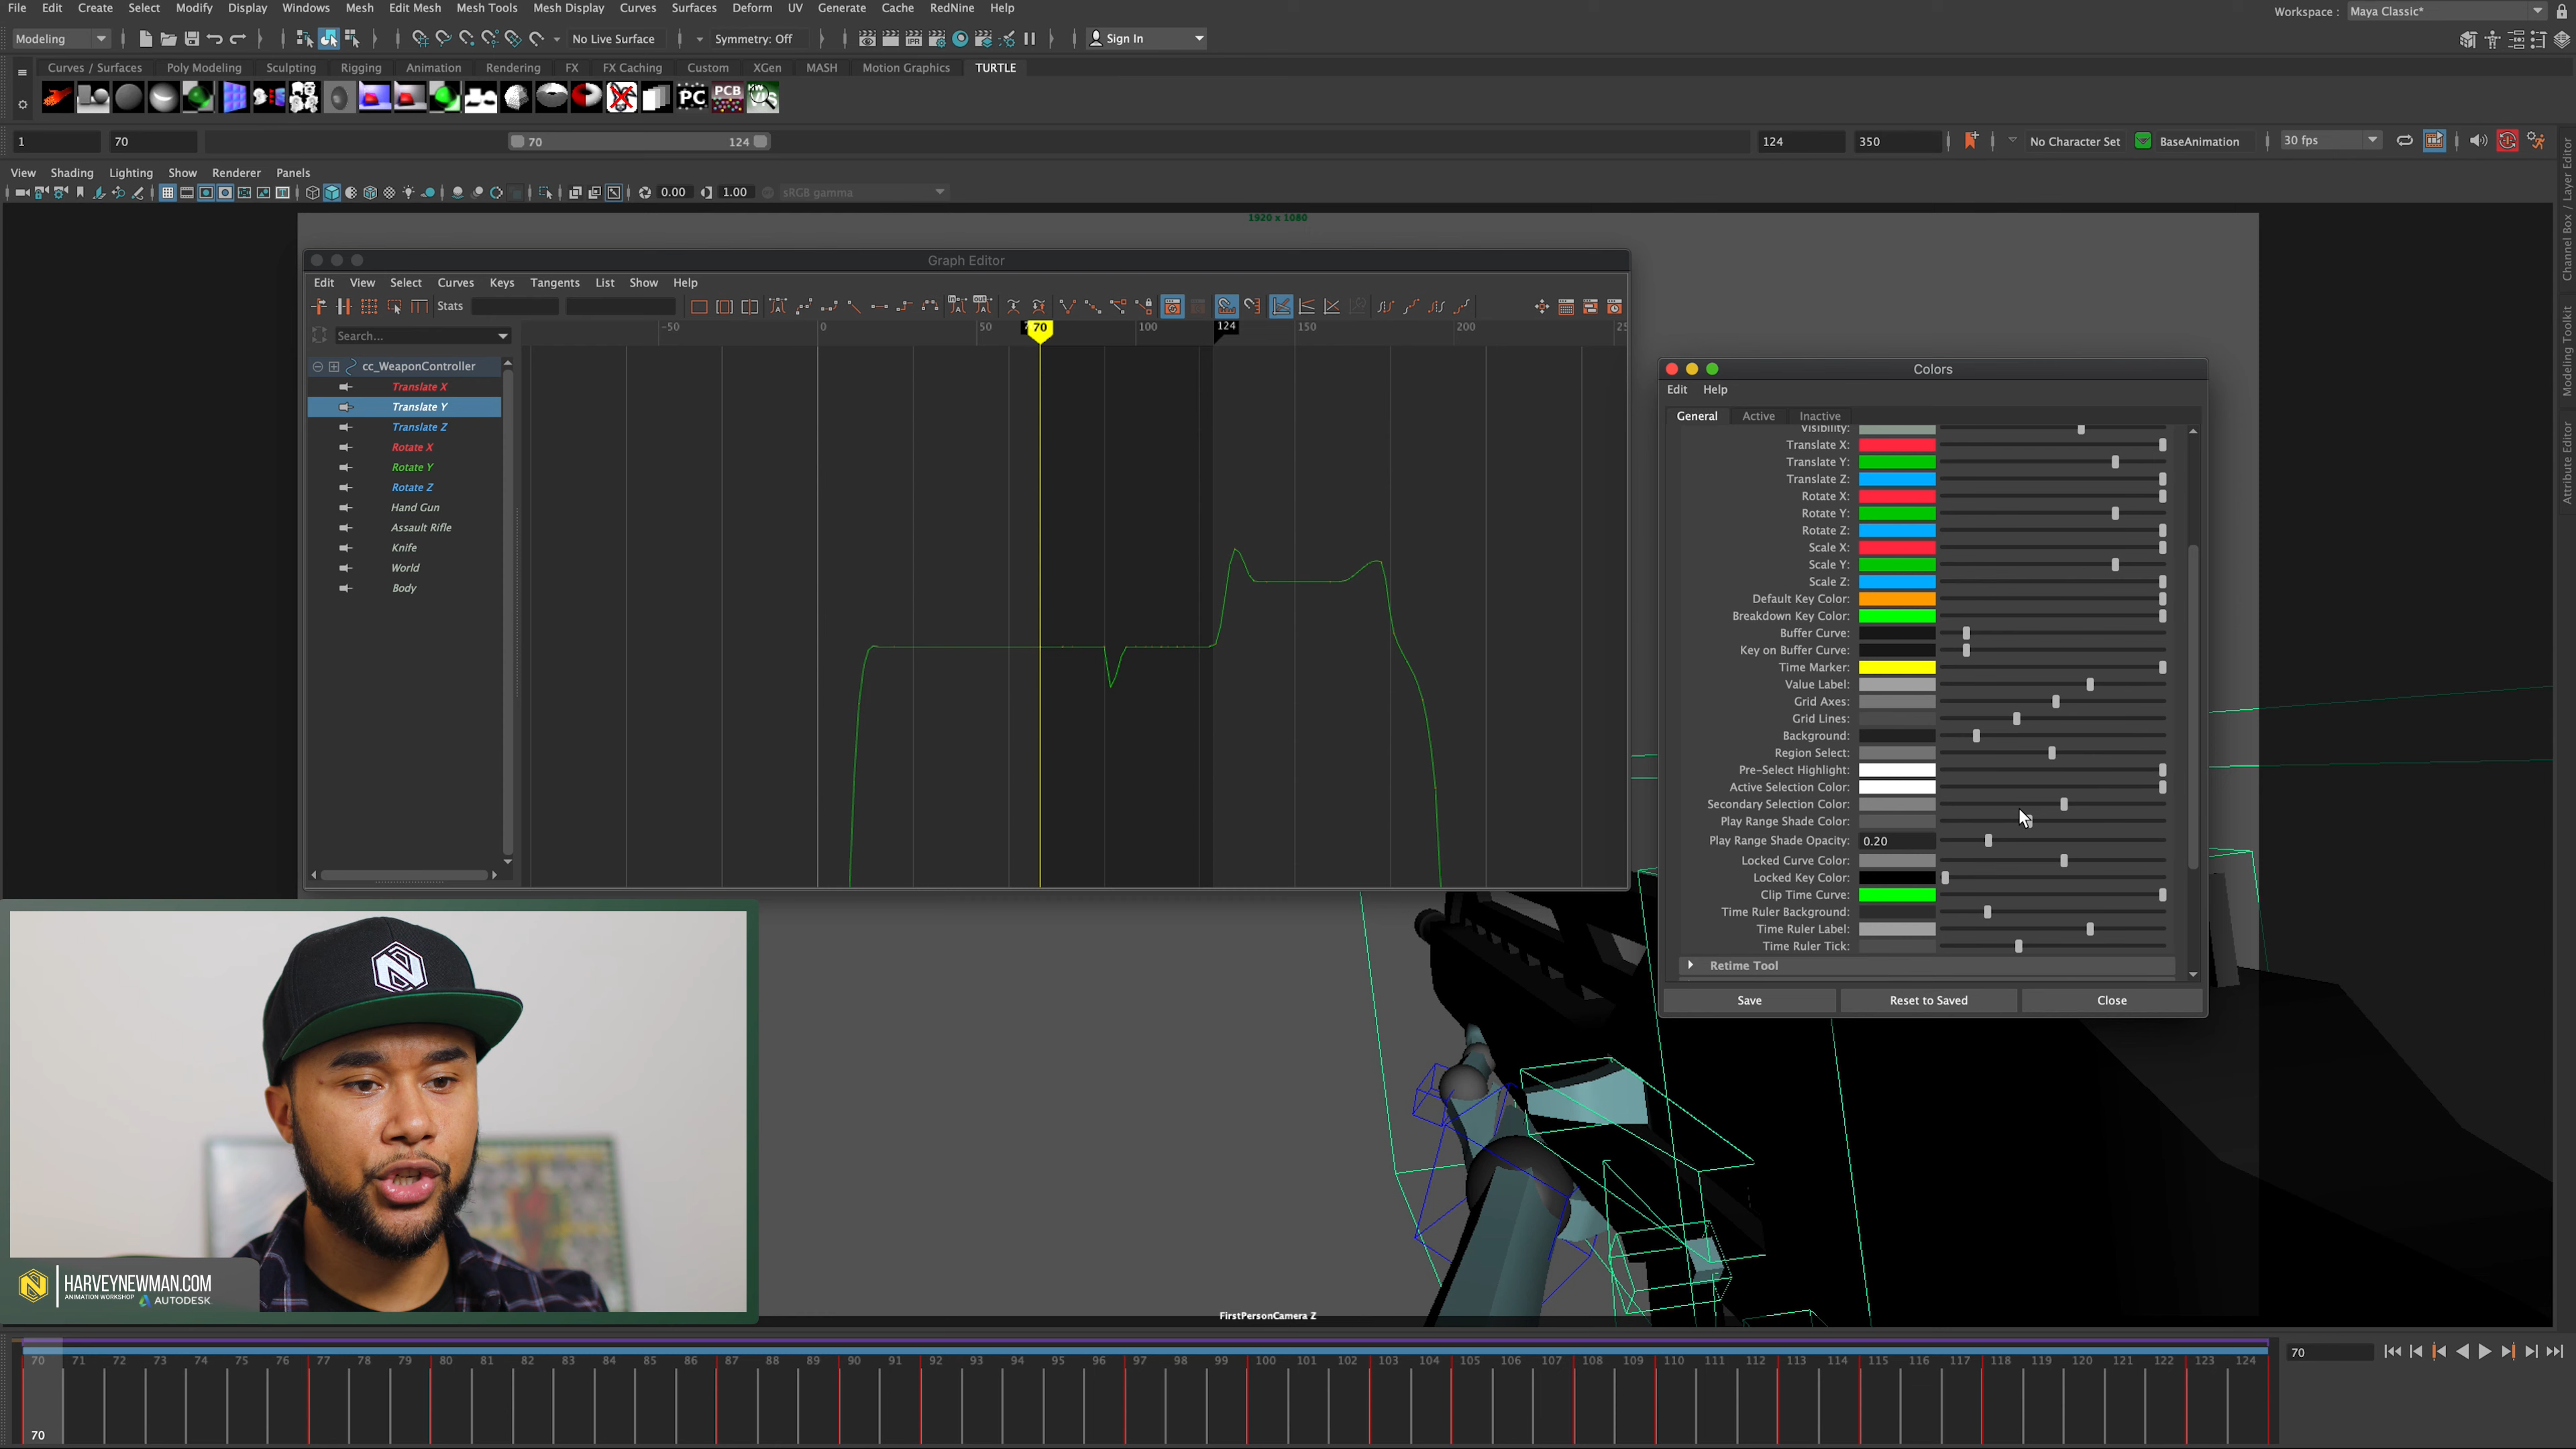 File Edit Create Select Modify Display Windows Mesh Edit Mesh Mesh Tools Mesh Display Curves Surfaces Deform UV Generate Cache RedNine Help
Workspace : Maya Classic*
Modeling No Live Surface Symmetry: Off Sign In
Curves / Surfaces Poly Modeling Sculpting Rigging Animation Rendering FX FX Caching Custom XGen MASH Motion Graphics TURTLE
PC PCB
1 70 70 124 124 350 No Character Set BaseAnimation 30 fps
View Shading Lighting Show Renderer Panels
0.00 1.00 sRGB gamma
1920 x 1080
Channel Box / Layer Editor
Modeling Toolkit
Attribute Editor
Graph Editor
Edit View Select Curves Keys Tangents List Show Help
Stats
Search...
-50 0 50 70 100 124 150 200
cc_WeaponController
Translate X
Translate Y
Translate Z
Rotate X
Rotate Y
Rotate Z
Hand Gun
Assault Rifle
Knife
World
Body
Colors
Edit Help
General Active Inactive
Visibility:
Translate X:
Translate Y:
Translate Z:
Rotate X:
Rotate Y:
Rotate Z:
Scale X:
Scale Y:
Scale Z:
Default Key Color:
Breakdown Key Color:
Buffer Curve:
Key on Buffer Curve:
Time Marker:
Value Label:
Grid Axes:
Grid Lines:
Background:
Region Select:
Pre-Select Highlight:
Active Selection Color:
Secondary Selection Color:
Play Range Shade Color:
Play Range Shade Opacity: 0.20
Locked Curve Color:
Locked Key Color:
Clip Time Curve:
Time Ruler Background:
Time Ruler Label:
Time Ruler Tick:
Retime Tool
Save Reset to Saved Close
HARVEYNEWMAN.COM
ANIMATION WORKSHOP AUTODESK
FirstPersonCamera Z
70 71 72 73 74 75 76 77 78 79 80 81 82 83 84 85 86 87 88 89 90 91 92 93 94 95 96 97 98 99 100 101 102 103 104 105 106 107 108 109 110 111 112 113 114 115 116 117 118 119 120 121 122 123 124
70
70